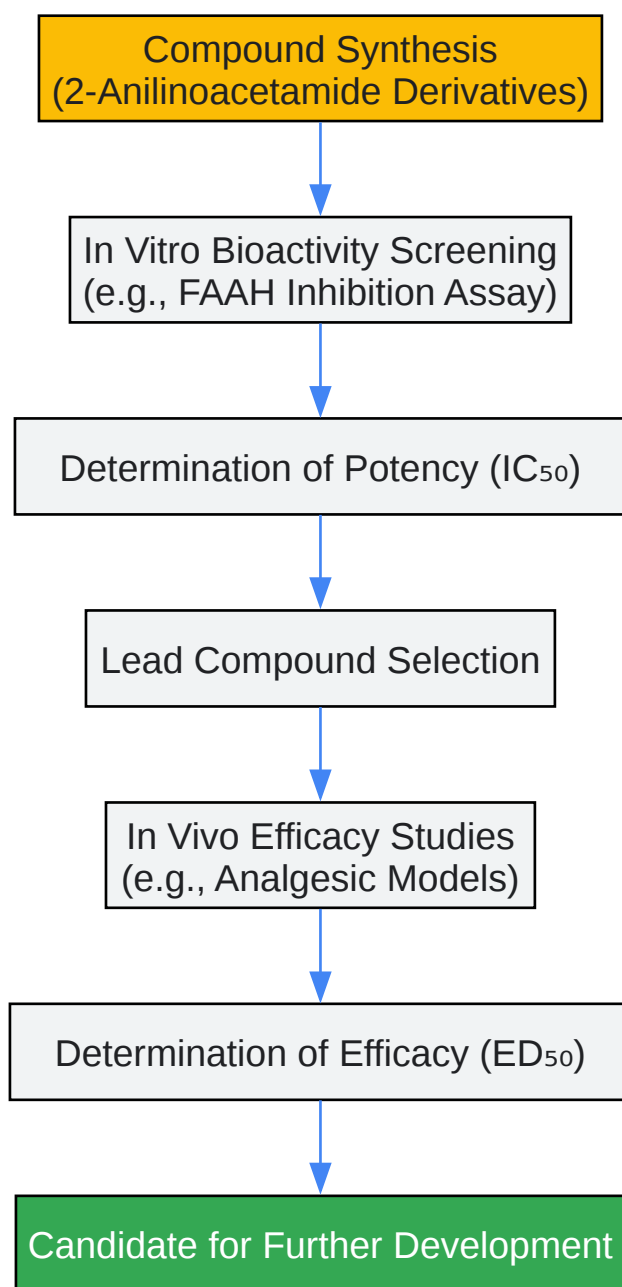 Compound Synthesis
(2-Anilinoacetamide Derivatives)
In Vitro Bioactivity Screening
(e.g., FAAH Inhibition Assay)
Determination of Potency (IC₅₀)
Lead Compound Selection
In Vivo Efficacy Studies
(e.g., Analgesic Models)
Determination of Efficacy (ED₅₀)
Candidate for Further Development